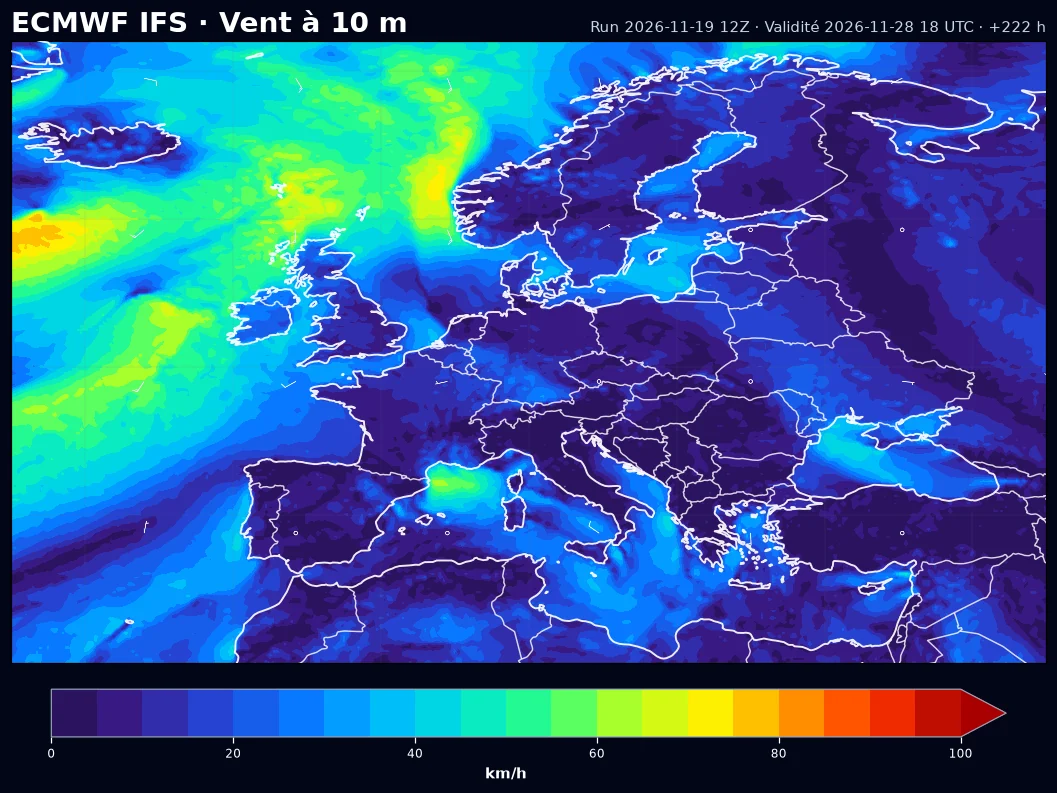 ECMWF IFS · Vent à 10 m
Run 2026-11-19 12Z · Validité 2026-11-28 18 UTC · +222 h
0 20 40 60 80 100
km/h